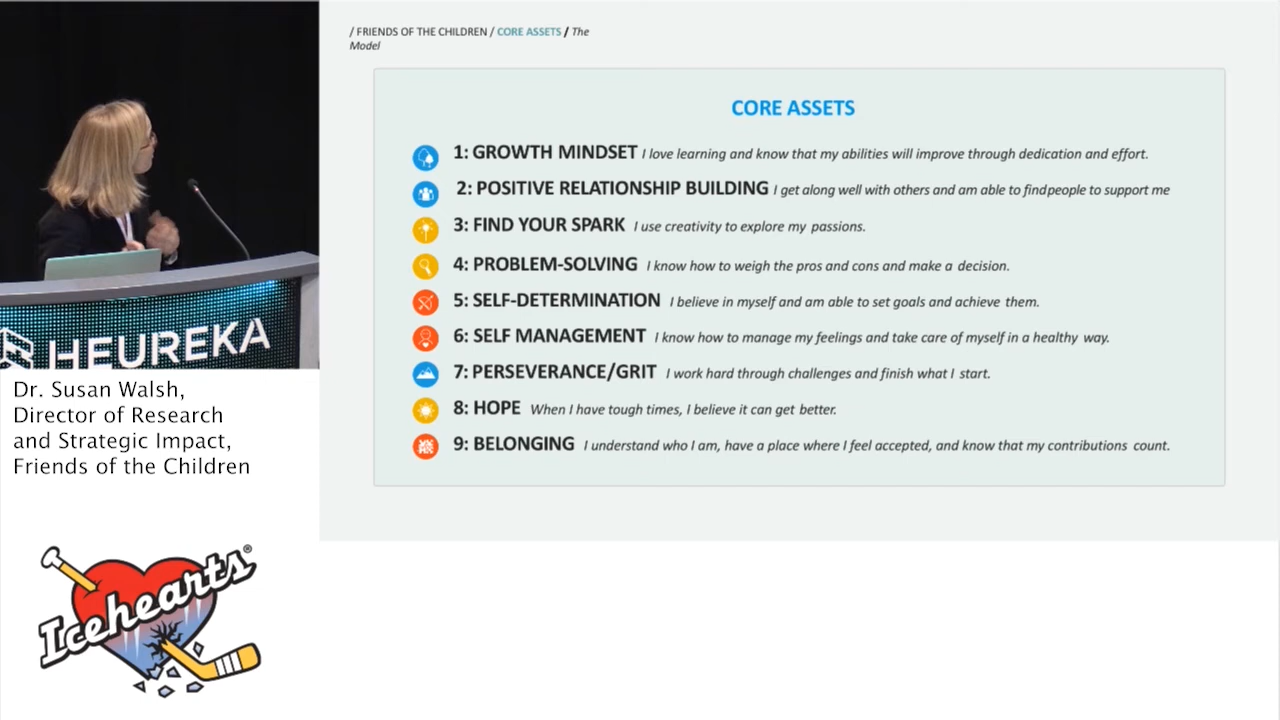 / FRIENDS OF THE CHILDREN / CORE ASSETS / The
Model
CORE ASSETS
1: GROWTH MINDSET I love learning and know that my abilities will improve through dedication and effort.
2: POSITIVE RELATIONSHIP BUILDING I get along well with others and am able to findpeople to support me
3: FIND YOUR SPARK I use creativity to explore my passions.
4: PROBLEM-SOLVING I know how to weigh the pros and cons and make a decision.
5: SELF-DETERMINATION I believe in myself and am able to set goals and achieve them.
6: SELF MANAGEMENT I know how to manage my feelings and take care of myself in a healthy way.
7: PERSEVERANCE/GRIT I work hard through challenges and finish what I start.
8: HOPE When I have tough times, I believe it can get better.
9: BELONGING I understand who I am, have a place where I feel accepted, and know that my contributions count.
HEUREKA
Dr. Susan Walsh,
Director of Research
and Strategic Impact,
Friends of the Children
Icehearts®